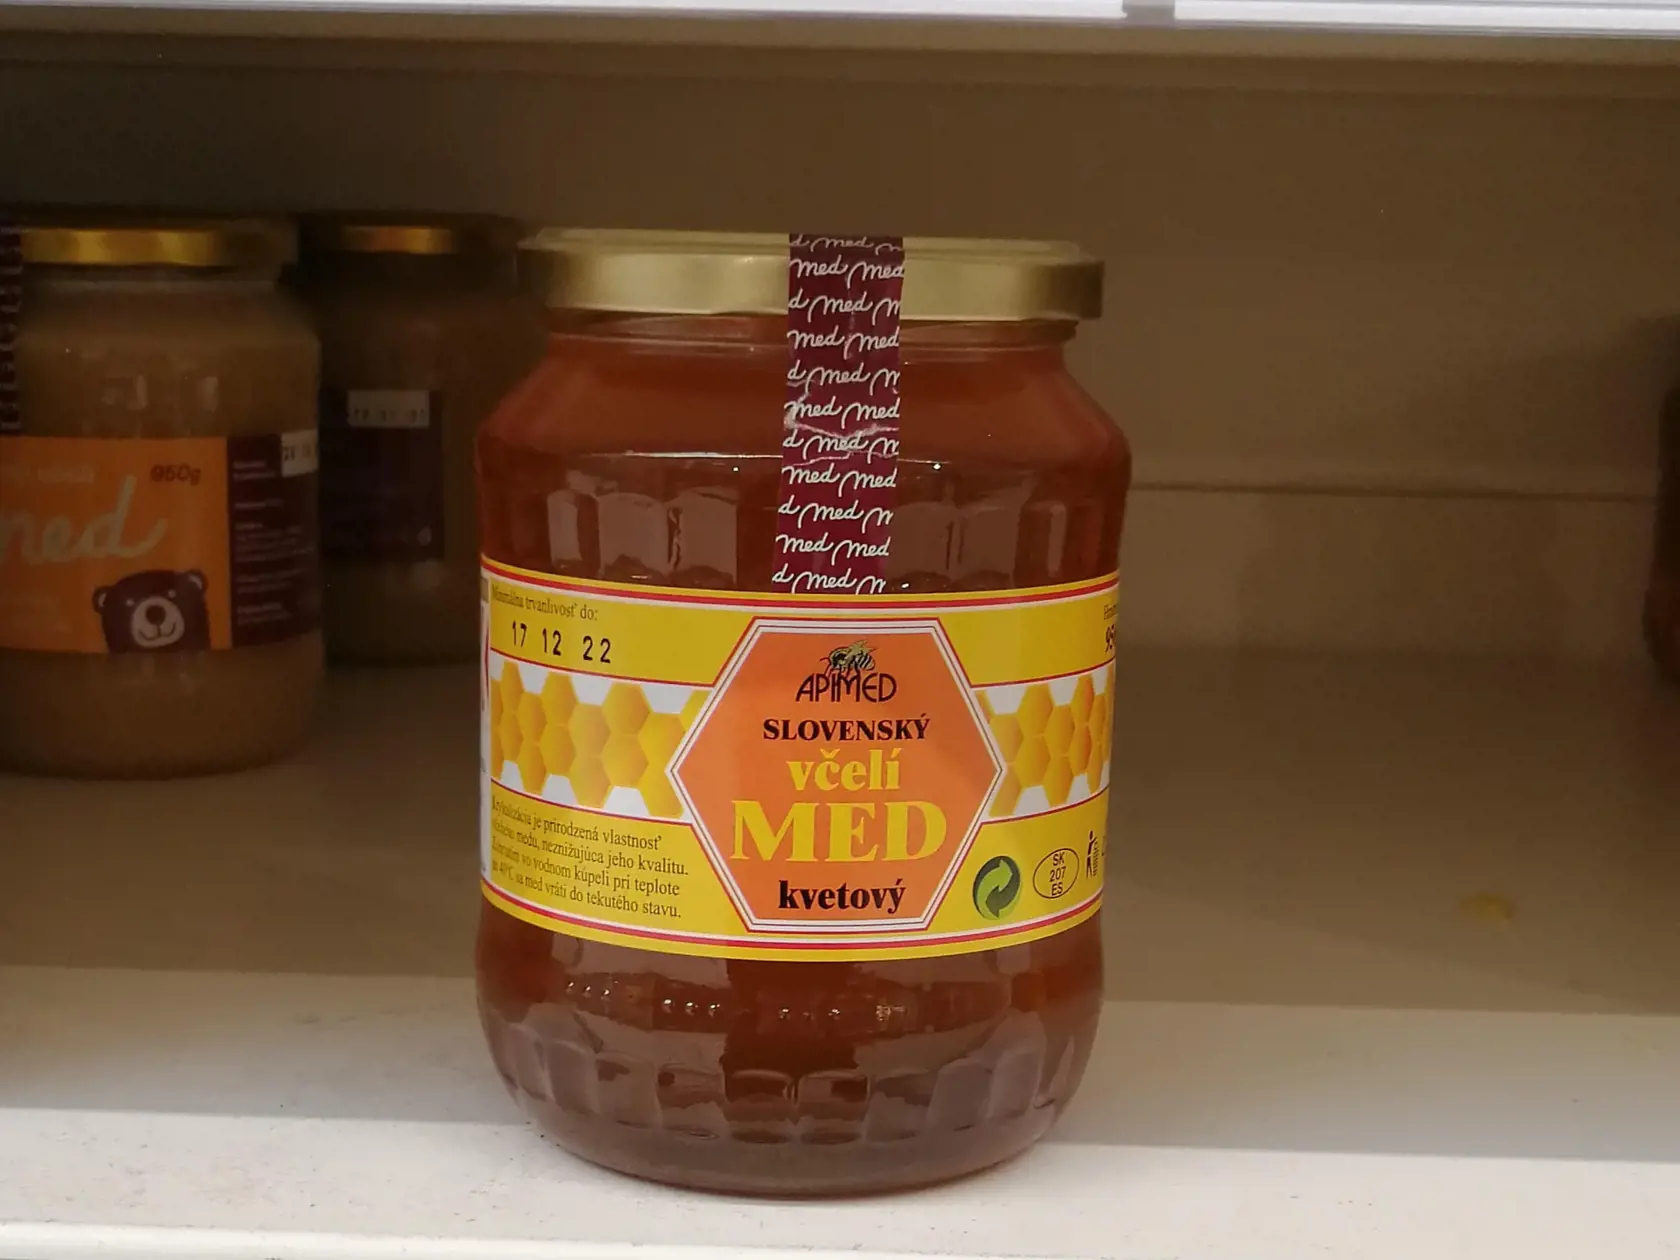 950g
med
d med m
med med
d med m
med med
d med m
med med
d med m
med med
d med m
med med
d med m
Minimálna trvanlivosť do:
17 12 22
APIMED
SLOVENSKÝ
včelí
MED
kvetový
Kryštalizácia je prirodzená vlastnosť
včelieho medu, neznižujúca jeho kvalitu.
Zahriatím vo vodnom kúpeli pri teplote
do 40°C sa med vráti do tekutého stavu.
SK
207
ES